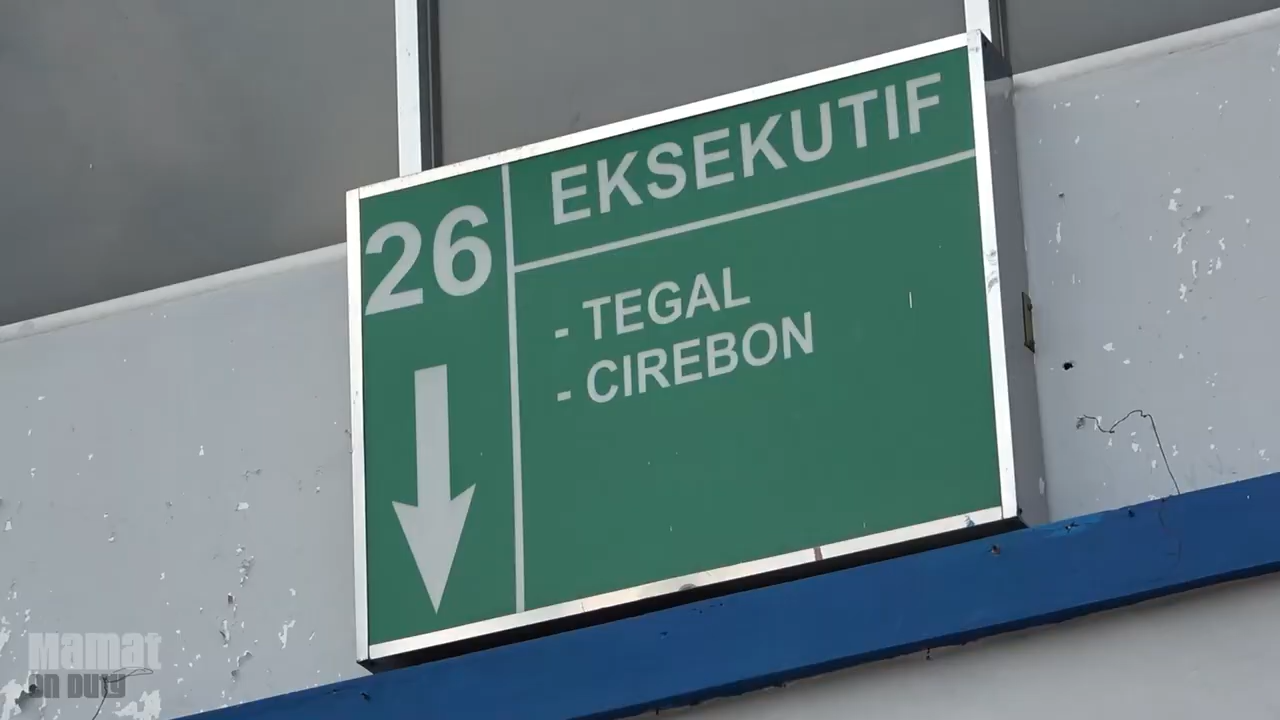 26
EKSEKUTIF
- TEGAL
- CIREBON
Mamat
on Duty